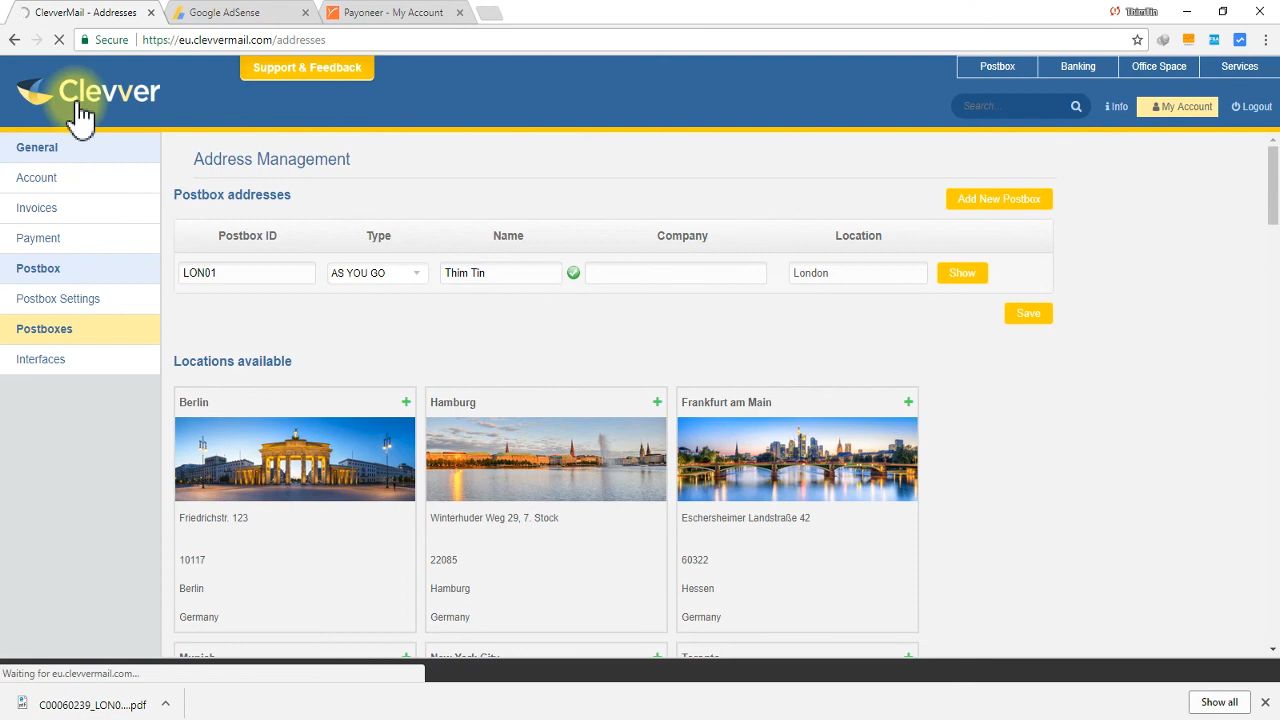 ClevverMail - Addresses
Google AdSense
Payoneer - My Account
ThimTin
Secure
https://eu.clevvermail.com/addresses
Clevver
Support & Feedback
Postbox
Banking
Office Space
Services
Search...
Info
My Account
Logout
General
Account
Invoices
Payment
Postbox
Postbox Settings
Postboxes
Interfaces
Address Management
Postbox addresses
Add New Postbox
Postbox ID Type Name Company Location
LON01 AS YOU GO Thim Tin London Show
Save
Locations available
Berlin
Friedrichstr. 123
10117
Berlin
Germany
Hamburg
Winterhuder Weg 29, 7. Stock
22085
Hamburg
Germany
Frankfurt am Main
Eschersheimer Landstraße 42
60322
Hessen
Germany
Munich
New York City
Toronto
Waiting for eu.clevvermail.com...
C00060239_LON0....pdf
Show all